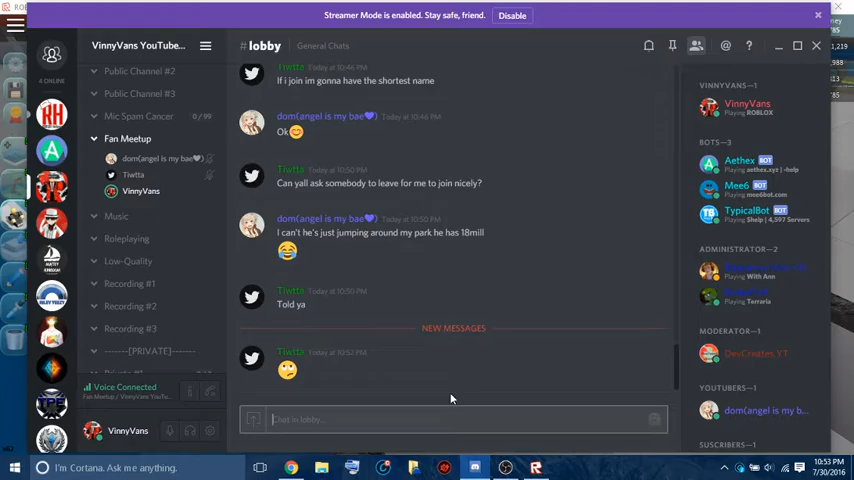 Streamer Mode is enabled. Stay safe, friend.
Disable
VinnyVans YouTube...
#lobby
General Chats
4 ONLINE
Public Channel #2
Public Channel #3
Mic Spam Cancer
0/99
Fan Meetup
dom(angel is my bae💜)
Tiwtta
VinnyVans
Music
Roleplaying
Low-Quality
Recording #1
Recording #2
Recording #3
-------[PRIVATE]-------
Voice Connected
Fan Meetup / VinnyVans YouTu...
VinnyVans
Tiwtta Today at 10:46 PM
If i join im gonna have the shortest name
dom(angel is my bae💜) Today at 10:46 PM
Ok😊
Tiwtta Today at 10:50 PM
Can yall ask somebody to leave for me to join nicely?
dom(angel is my bae💜) Today at 10:50 PM
I can't he's just jumping around my park he has 18mill
😂
Tiwtta Today at 10:50 PM
Told ya
NEW MESSAGES
Tiwtta Today at 10:52 PM
🙄
Chat in lobby...
VINNYVANS—1
VinnyVans
Playing ROBLOX
BOTS—3
Aethex BOT
Playing aethex.xyz | -help
Mee6 BOT
Playing mee6bot.com
TypicalBot BOT
Playing $help | 4,597 Servers
ADMINISTRATOR—2
Playing With Ann
Playing Terraria
MODERATOR—1
DevCreates YT
YOUTUBERS—1
dom(angel is my b...
SUSCRIBERS—1
I'm Cortana. Ask me anything.
10:53 PM
7/30/2016